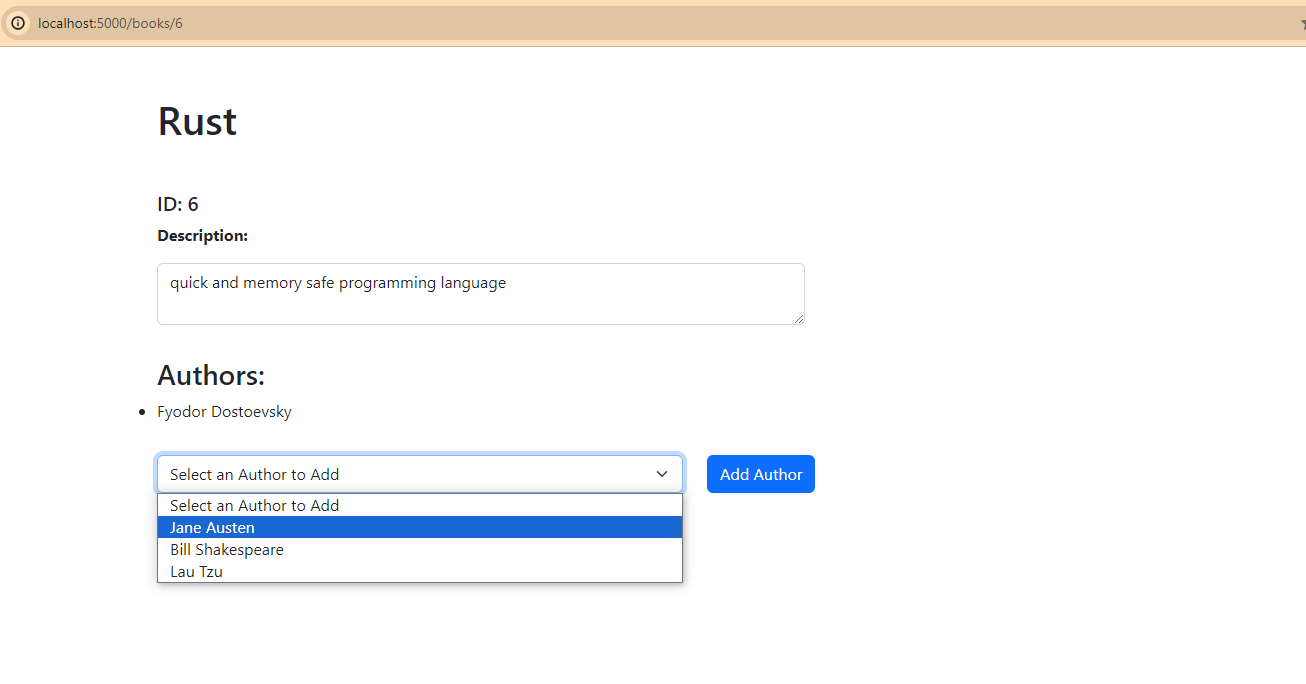 localhost:5000/books/6
Rust
ID: 6
Description:
quick and memory safe programming language
Authors:
Fyodor Dostoevsky
Select an Author to Add
Add Author
Select an Author to Add
Jane Austen
Bill Shakespeare
Lau Tzu